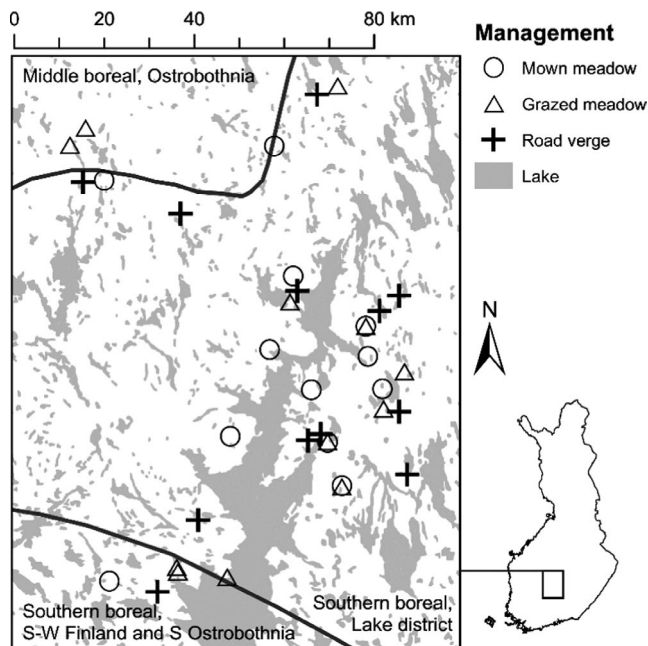 0 20 40 60 80 km
Middle boreal, Ostrobothnia
Southern boreal,
S-W Finland and S Ostrobothnia
Southern boreal,
Lake district
Management
Mown meadow
Grazed meadow
Road verge
Lake
N